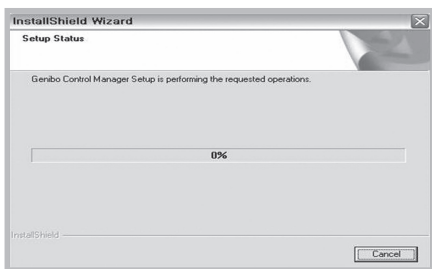 InstallShield Wizard
Setup Status
Genibo Control Manager Setup is performing the requested operations.
0%
InstallShield
Cancel